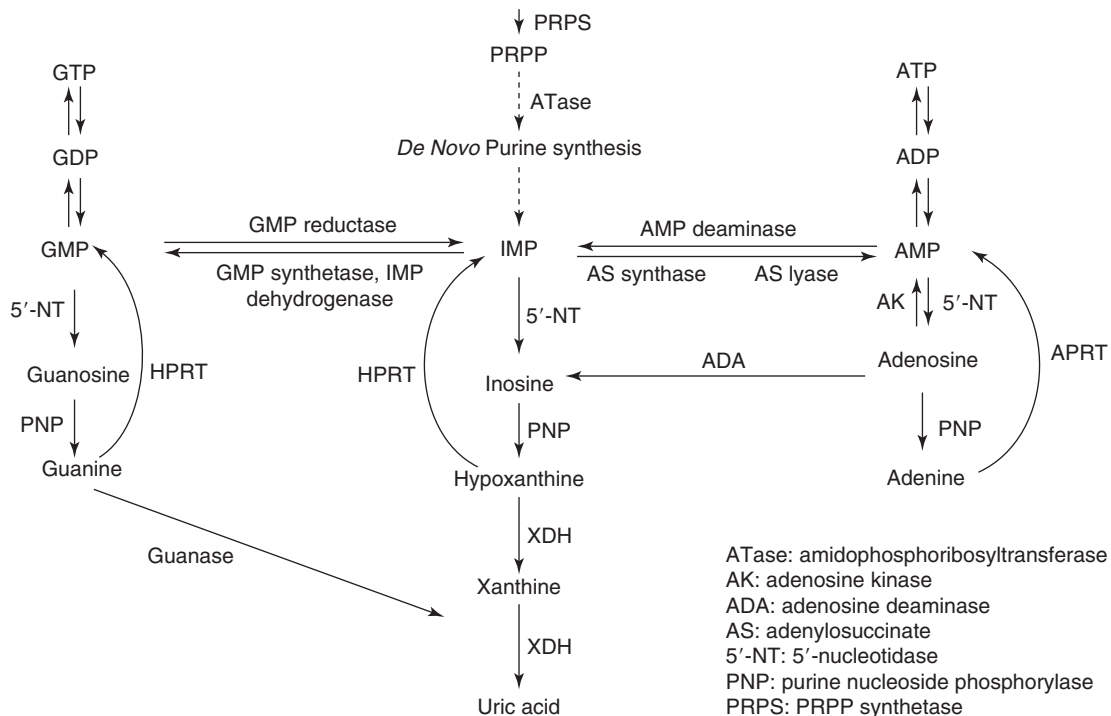 PRPS
PRPP
ATase
De Novo Purine synthesis
GTP
GDP
GMP
ATP
ADP
AMP
GMP reductase
GMP synthetase, IMP
dehydrogenase
IMP
AMP deaminase
AS synthase AS lyase
5′-NT
Guanosine
PNP
Guanine
HPRT
Guanase
HPRT
5′-NT
Inosine
PNP
Hypoxanthine
XDH
Xanthine
XDH
Uric acid
ADA
AK
5′-NT
Adenosine
PNP
Adenine
APRT
ATase: amidophosphoribosyltransferase
AK: adenosine kinase
ADA: adenosine deaminase
AS: adenylosuccinate
5′-NT: 5′-nucleotidase
PNP: purine nucleoside phosphorylase
PRPS: PRPP synthetase